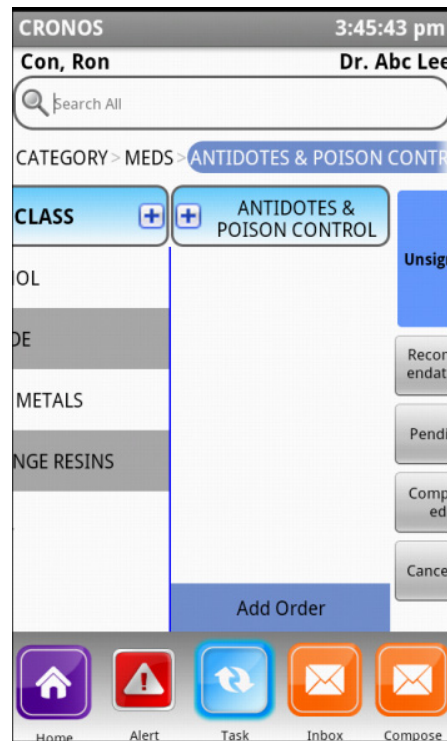 CRONOS 3:45:43 pm
Con, Ron Dr. Abc Lee
Search All
CATEGORY > MEDS > ANTIDOTES & POISON CONTR
CLASS
ANTIDOTES &
POISON CONTROL
Unsig
IOL
DE
METALS
NGE RESINS
Recom
endat
Pendi
Comp
ed
Cance
Add Order
Home Alert Task Inbox Compose